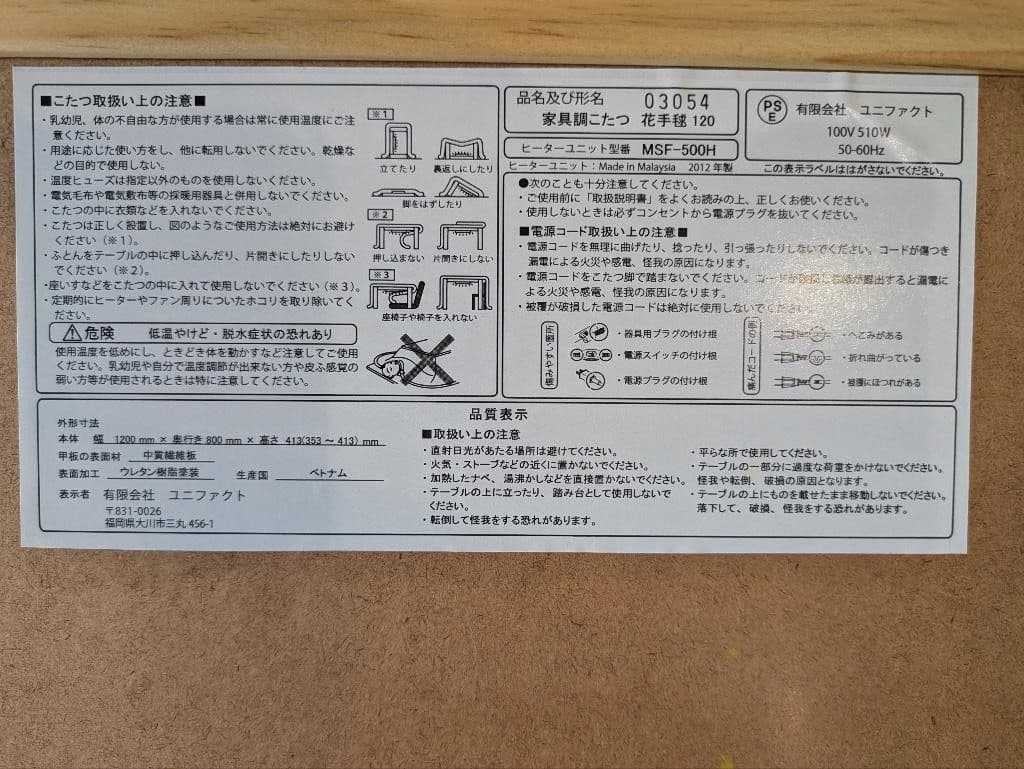 ■こたつ取扱い上の注意■
・乳幼児、体の不自由な方が使用する場合は常に使用温度にご注
意ください。
・用途に応じた使い方をし、他に転用しないでください。乾燥な
どの目的で使用しない。
・温度ヒューズは指定以外のものを使用しないください。
・電気毛布や電気敷布等の採暖用器具と併用しないでください。
・こたつの中に衣類などを入れないでください。
・こたつは正しく設置し、図のようなご使用方法は絶対にお避け
ください（※1）。
・ふとんをテーブルの中に押し込んだり、片開きにしたりしない
でください（※2）。
・座いすなどをこたつの中に入れて使用しないでください（※3）。
・定期的にヒーターやファン周りについたホコリを取り除いてく
ださい。
⚠危険 低温やけど・脱水症状の恐れあり
使用温度を低めにし、ときどき体を動かすなど注意してご使用
ください。乳幼児や自分で温度調節が出来ない方や皮ふ感覚の
弱い方等が使用されるときは特に注意してください。
※1
立てたり 裏返しにしたり
脚をはずしたり
※2
押し込まない 片開きにしない
※3
座椅子や椅子を入れない
品名及び形名 03054
家具調こたつ 花手毬 120
ヒーターユニット型番 MSF-500H
ヒーターユニット：Made in Malaysia 2012 年製
PSE 有限会社 ユニファクト
100V 510W
50-60Hz
この表示ラベルははがさないでください。
●次のことも十分注意してください。
・ご使用前に「取扱説明書」をよくお読みの上、正しくお使いください。
・使用しないときは必ずコンセントから電源プラグを抜いてください。
■電源コード取扱い上の注意■
・電源コードを無理に曲げたり、捻ったり、引っ張ったりしないでください。コードが傷つき
漏電による火災や感電、怪我の原因になります。
・電源コードをこたつ脚で踏まないでください。コードが破損し芯線が露出すると漏電に
よる火災や感電、怪我の原因になります。
・被覆が破損した電源コードは絶対に使用しないでください。
傷みやすい箇所
・器具用プラグの付け根
・電源スイッチの付け根
・電源プラグの付け根
傷んだコードの例
・へこみがある
・折れ曲がっている
・被覆にほつれがある
品質表示
外形寸法
本体 幅 1200 mm × 奥行き 800 mm × 高さ 413(353 ～ 413) mm
甲板の表面材 中質繊維板
表面加工 ウレタン樹脂塗装 生産国 ベトナム
表示者 有限会社 ユニファクト
〒831-0026
福岡県大川市三丸 456-1
■取扱い上の注意
・直射日光があたる場所は避けてください。
・火気・ストーブなどの近くに置かないでください。
・加熱したナベ、湯沸かしなどを直接置かないでください。
・テーブルの上に立ったり、踏み台として使用しないで
ください。
・転倒して怪我をする恐れがあります。
・平らな所で使用してください。
・テーブルの一部分に過度な荷重をかけないでください。
怪我や転倒、破損の原因となります。
・テーブルの上にものを載せたまま移動しないでください。
落下して、破損、怪我をする恐れがあります。